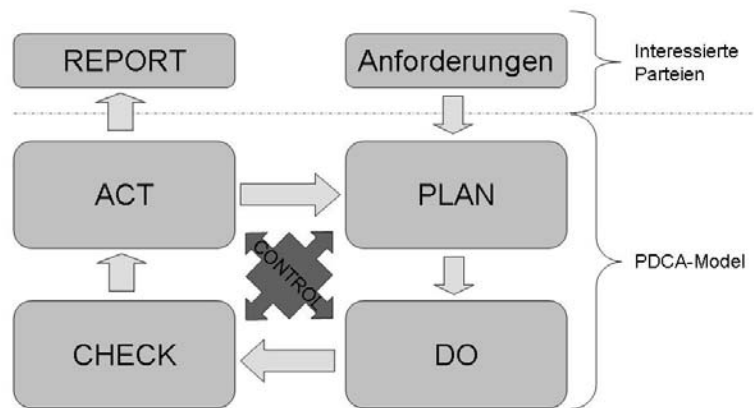 REPORT
Anforderungen
Interessierte
Parteien
ACT
PLAN
CONTROL
PDCA-Model
CHECK
DO